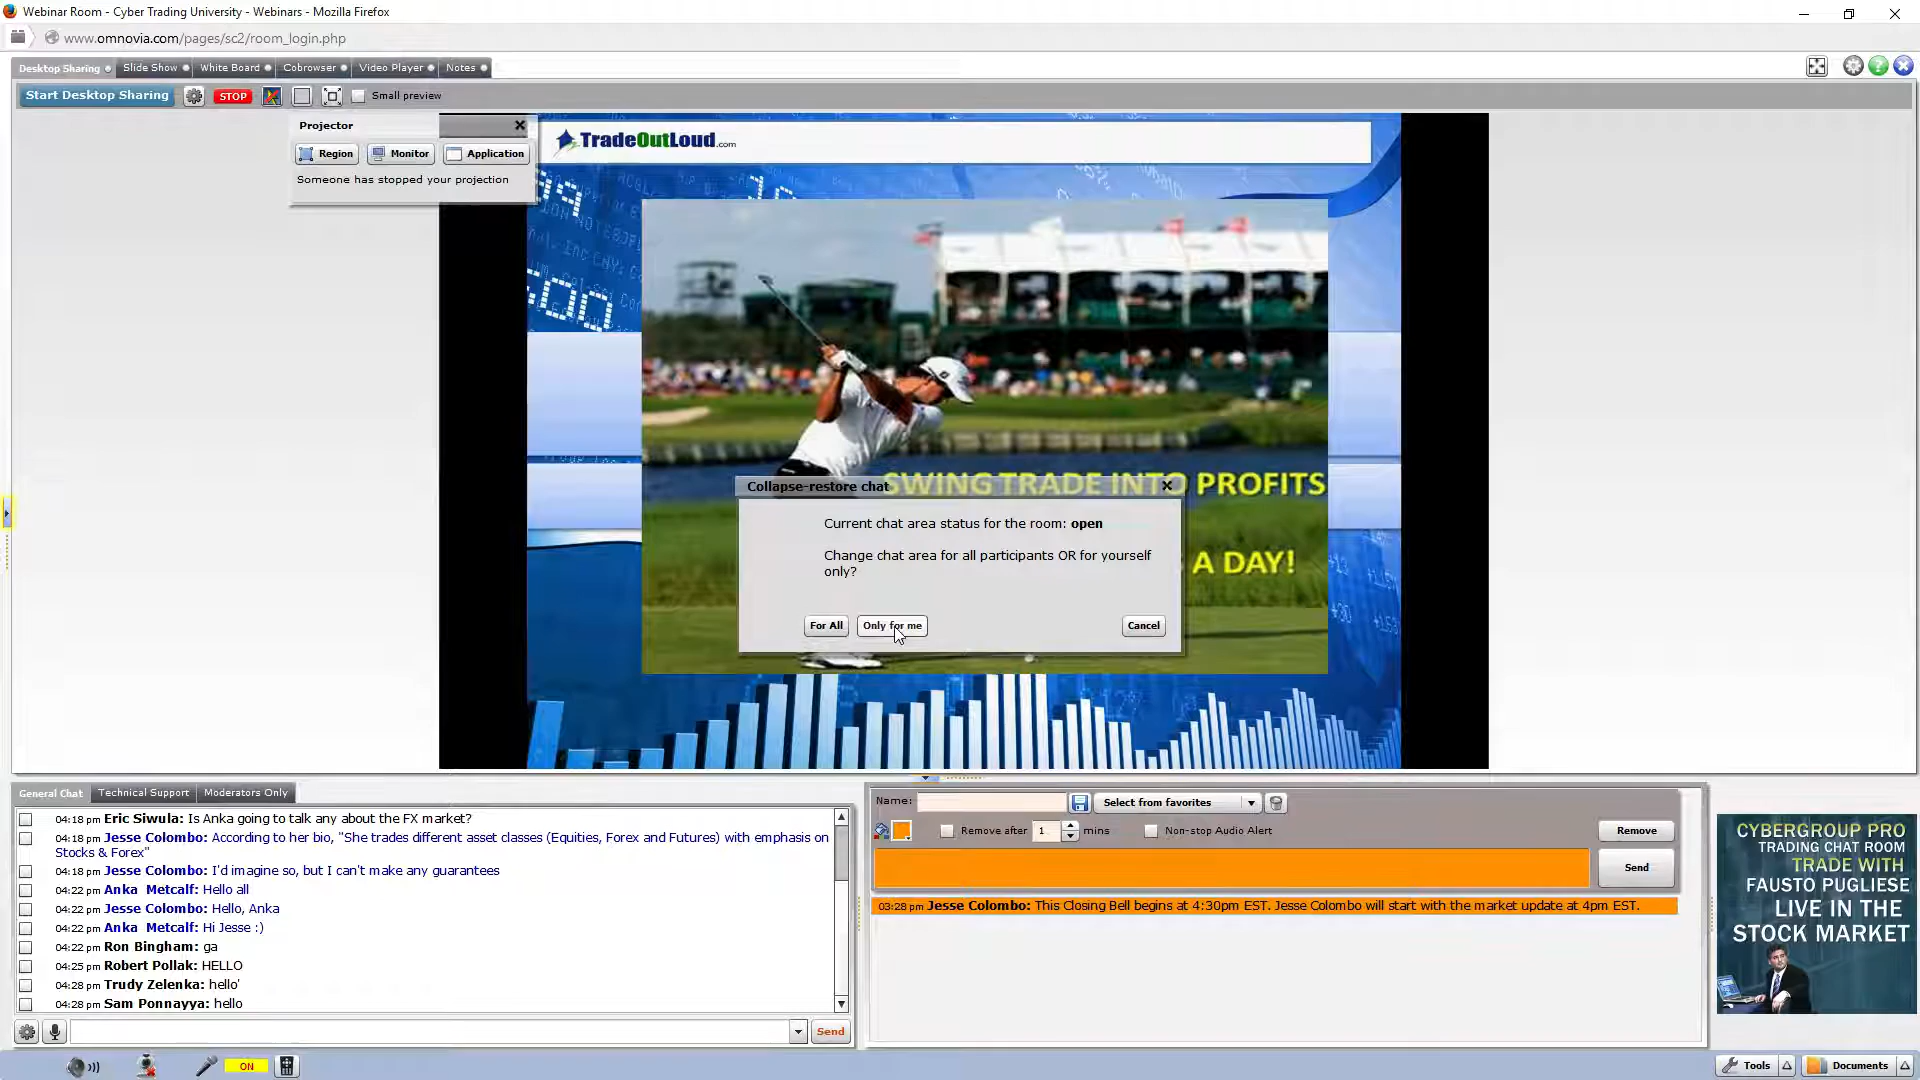 Webinar Room - Cyber Trading University - Webinars - Mozilla Firefox
www.omnovia.com/pages/sc2/room_login.php
Desktop Sharing
Slide Show
White Board
Cobrowser
Video Player
Notes
Start Desktop Sharing
STOP
Small preview
Projector
Region
Monitor
Application
Someone has stopped your projection
TradeOutLoud.com
SWING TRADE INTO PROFITS
A DAY!
Collapse-restore chat
Current chat area status for the room: open
Change chat area for all participants OR for yourself
only?
For All
Only for me
Cancel
General Chat
Technical Support
Moderators Only
04:18 pm Eric Siwula: Is Anka going to talk any about the FX market?
04:18 pm Jesse Colombo: According to her bio, "She trades different asset classes (Equities, Forex and Futures) with emphasis on
Stocks & Forex"
04:18 pm Jesse Colombo: I'd imagine so, but I can't make any guarantees
04:22 pm Anka Metcalf: Hello all
04:22 pm Jesse Colombo: Hello, Anka
04:22 pm Anka Metcalf: Hi Jesse :)
04:22 pm Ron Bingham: ga
04:25 pm Robert Pollak: HELLO
04:28 pm Trudy Zelenka: hello'
04:28 pm Sam Ponnayya: hello
Send
Name:
Select from favorites
Remove after 1 mins
Non-stop Audio Alert
Remove
Send
03:28 pm Jesse Colombo: This Closing Bell begins at 4:30pm EST. Jesse Colombo will start with the market update at 4pm EST.
CYBERGROUP PRO
TRADING CHAT ROOM
TRADE WITH
FAUSTO PUGLIESE
LIVE IN THE
STOCK MARKET
ON
Tools
Documents